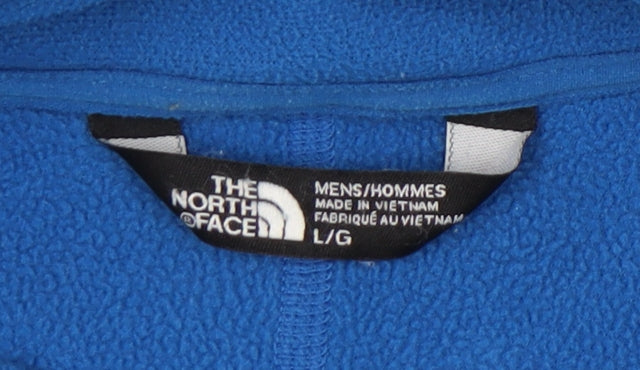 THE
NORTH
®FACE
MENS/HOMMES
MADE IN VIETNAM
FABRIQUÉ AU VIETNAM
L/G